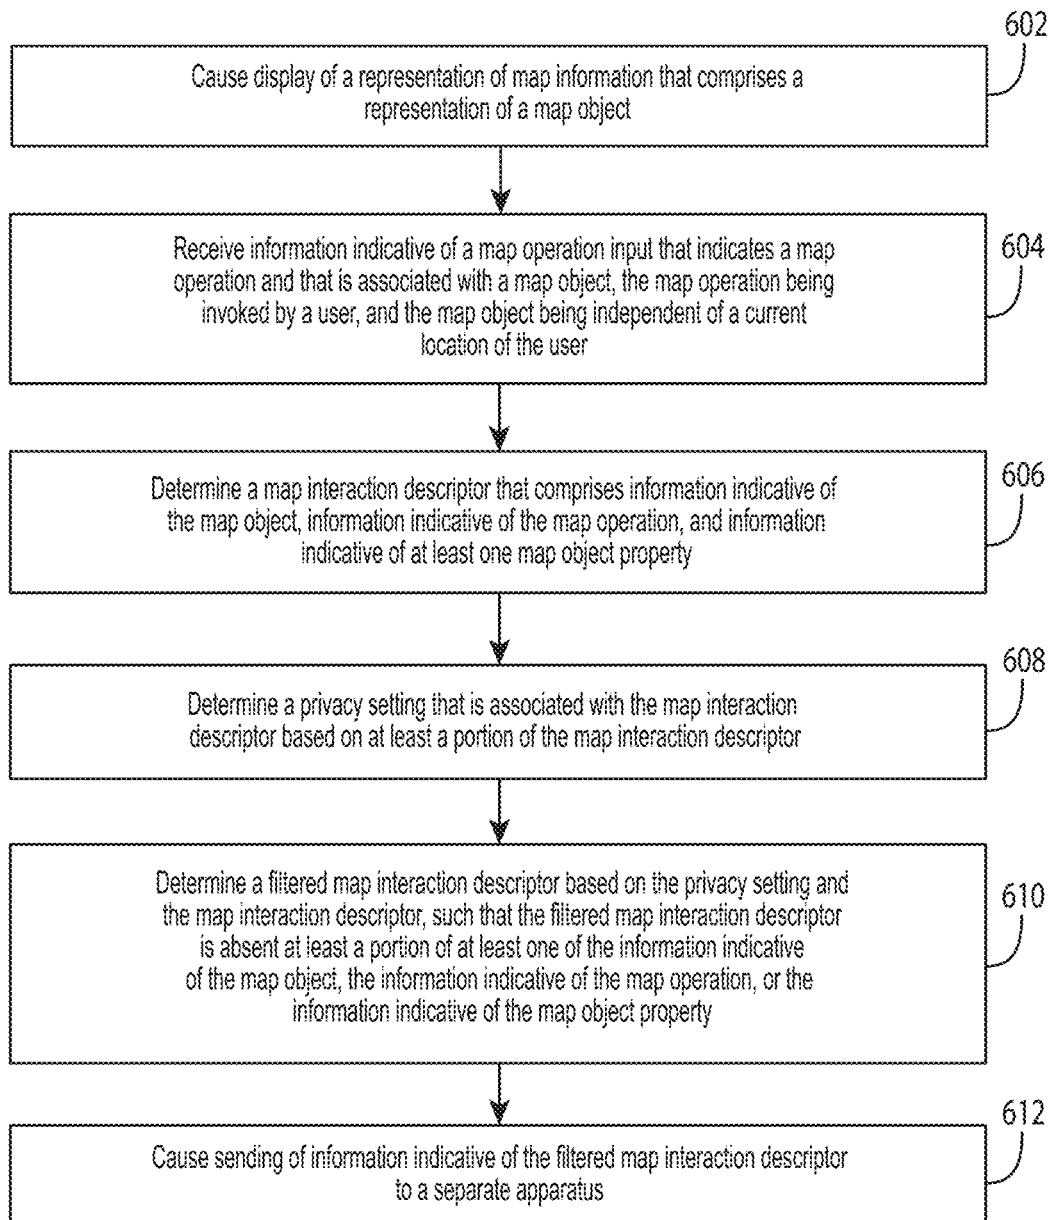 602
Cause display of a representation of map information that comprises a
representation of a map object
604
Receive information indicative of a map operation input that indicates a map
operation and that is associated with a map object, the map operation being
invoked by a user, and the map object being independent of a current
location of the user
606
Determine a map interaction descriptor that comprises information indicative of
the map object, information indicative of the map operation, and information
indicative of at least one map object property
608
Determine a privacy setting that is associated with the map interaction
descriptor based on at least a portion of the map interaction descriptor
610
Determine a filtered map interaction descriptor based on the privacy setting and
the map interaction descriptor, such that the filtered map interaction descriptor
is absent at least a portion of at least one of the information indicative
of the map object, the information indicative of the map operation, or the
information indicative of the map object property
612
Cause sending of information indicative of the filtered map interaction descriptor
to a separate apparatus